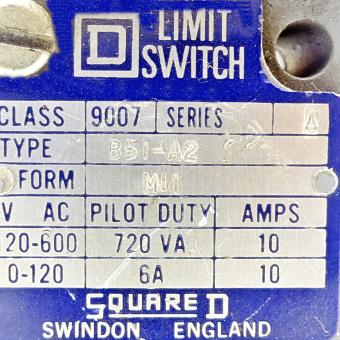 D LIMIT
SWITCH
CLASS 9007 SERIES A
TYPE B51-A2
FORM M11
V AC PILOT DUTY AMPS
120-600 720 VA 10
0-120 6A 10
SQUARE D
SWINDON ENGLAND